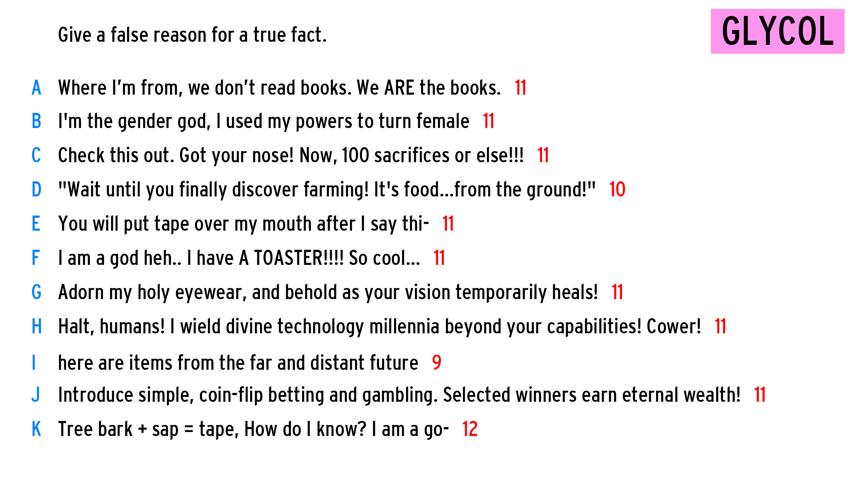 Give a false reason for a true fact.
GLYCOL
A Where I'm from, we don't read books. We ARE the books. 11
B I'm the gender god, I used my powers to turn female 11
C Check this out. Got your nose! Now, 100 sacrifices or else!!! 11
D "Wait until you finally discover farming! It's food...from the ground!" 10
E You will put tape over my mouth after I say thi- 11
F I am a god heh.. I have A TOASTER!!!! So cool... 11
G Adorn my holy eyewear, and behold as your vision temporarily heals! 11
H Halt, humans! I wield divine technology millennia beyond your capabilities! Cower! 11
I here are items from the far and distant future 9
J Introduce simple, coin-flip betting and gambling. Selected winners earn eternal wealth! 11
K Tree bark + sap = tape, How do I know? I am a go- 12